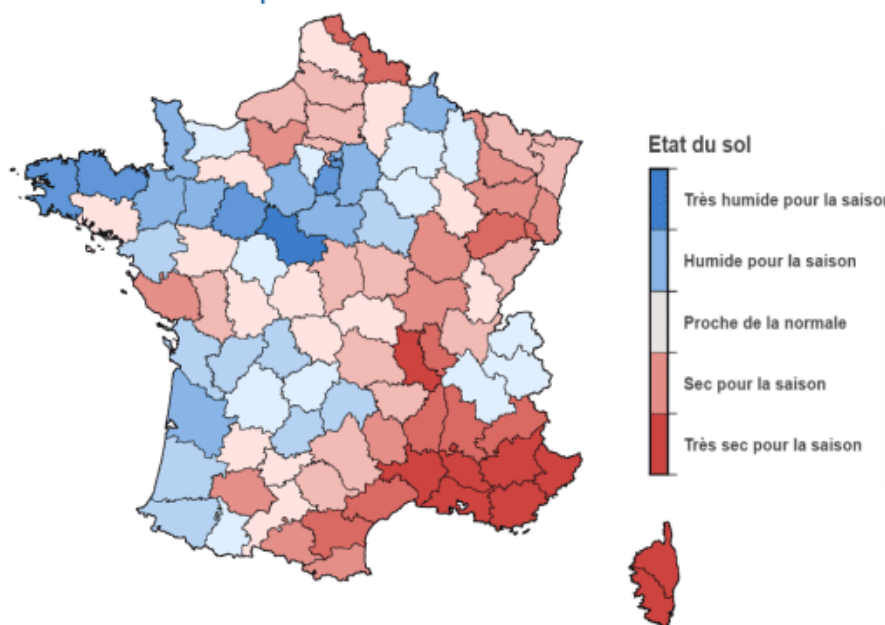 Etat du sol
Très humide pour la saison
Humide pour la saison
Proche de la normale
Sec pour la saison
Très sec pour la saison